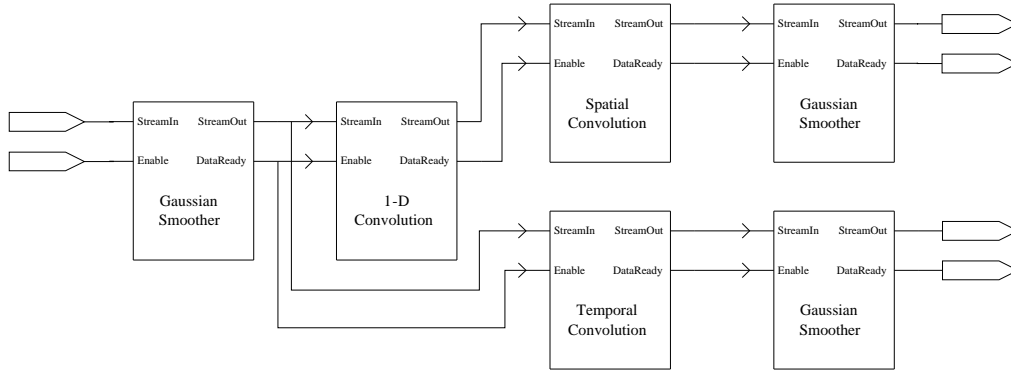 StreamIn StreamOut
Enable DataReady
Spatial
Convolution
StreamIn StreamOut
Enable DataReady
Gaussian
Smoother
StreamIn StreamOut
Enable DataReady
Gaussian
Smoother
StreamIn StreamOut
Enable DataReady
1-D
Convolution
StreamIn StreamOut
Enable DataReady
Temporal
Convolution
StreamIn StreamOut
Enable DataReady
Gaussian
Smoother